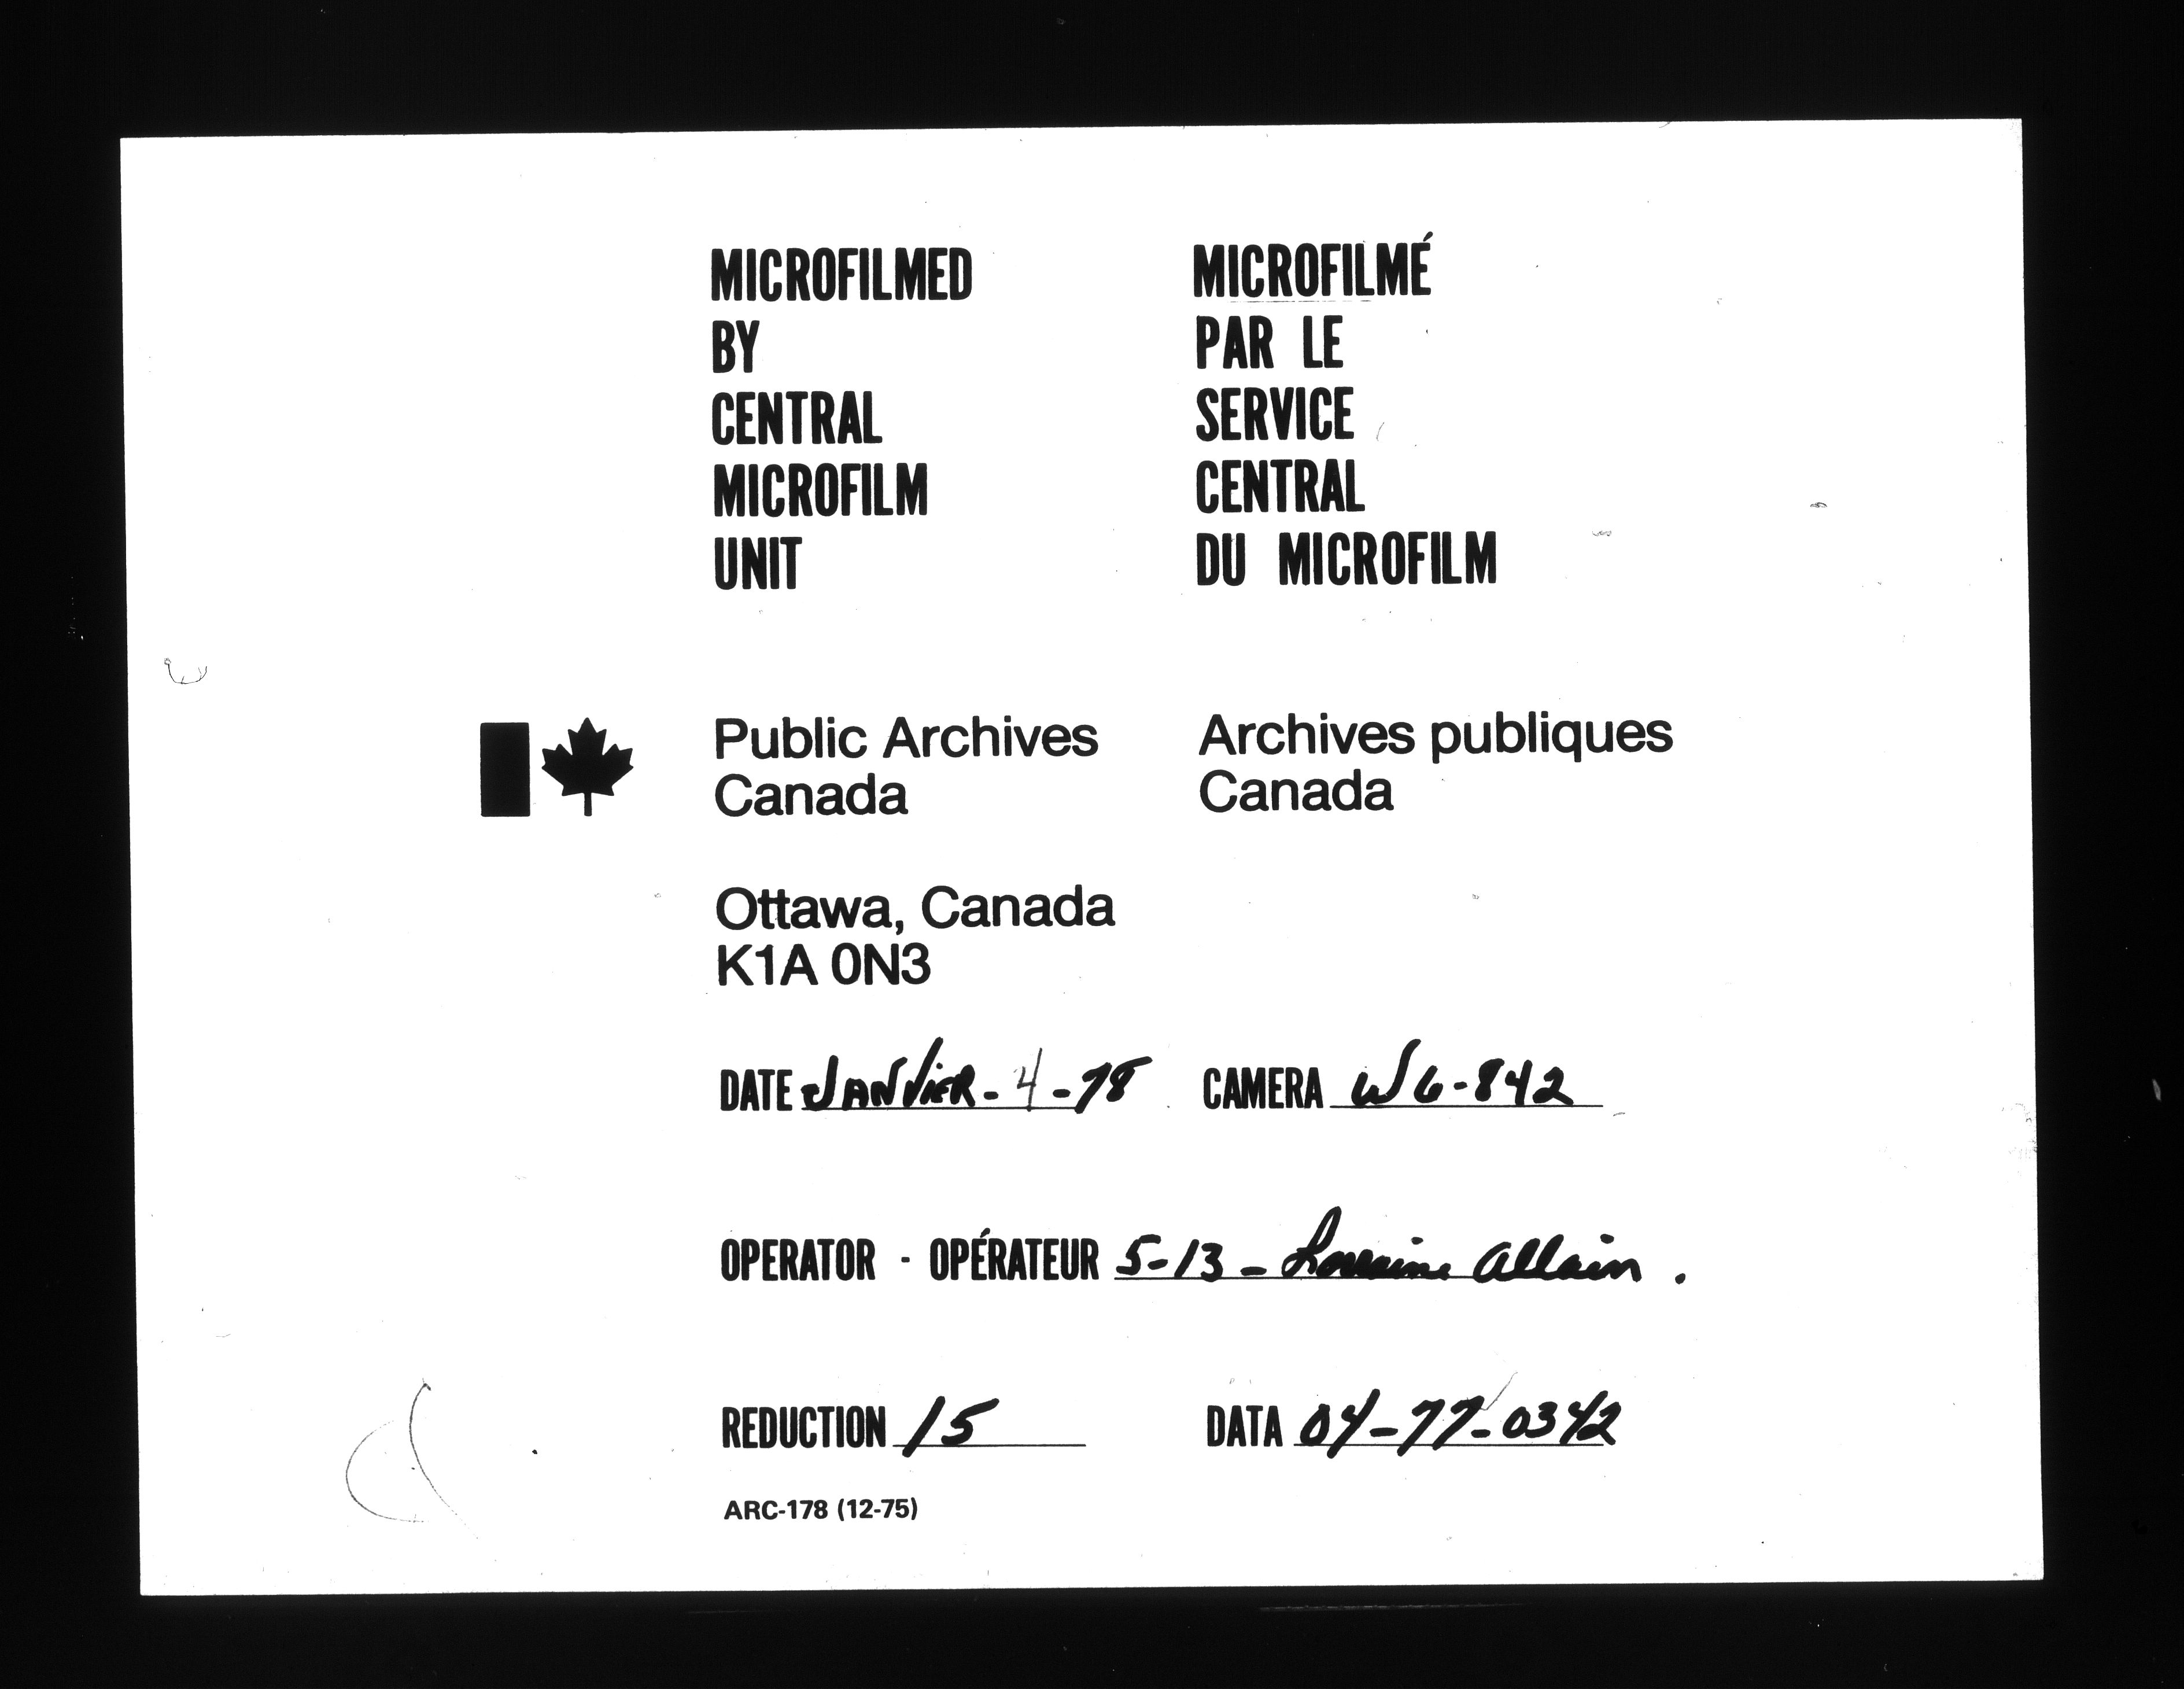 MICROFILMED
BY
CENTRAL
MICROFILM
UNIT
MICROFILMÉ
PAR LE
SERVICE
CENTRAL
DU MICROFILM
Public Archives
Canada
Archives publiques
Canada
Ottawa, Canada
K1A 0N3
DATE JANVIER - 4 - 78 CAMERA W6-842
OPERATOR - OPÉRATEUR 5-13 - Lorraine Allain.
REDUCTION 15 DATA 04-77-0342
ARC-178 (12-75)